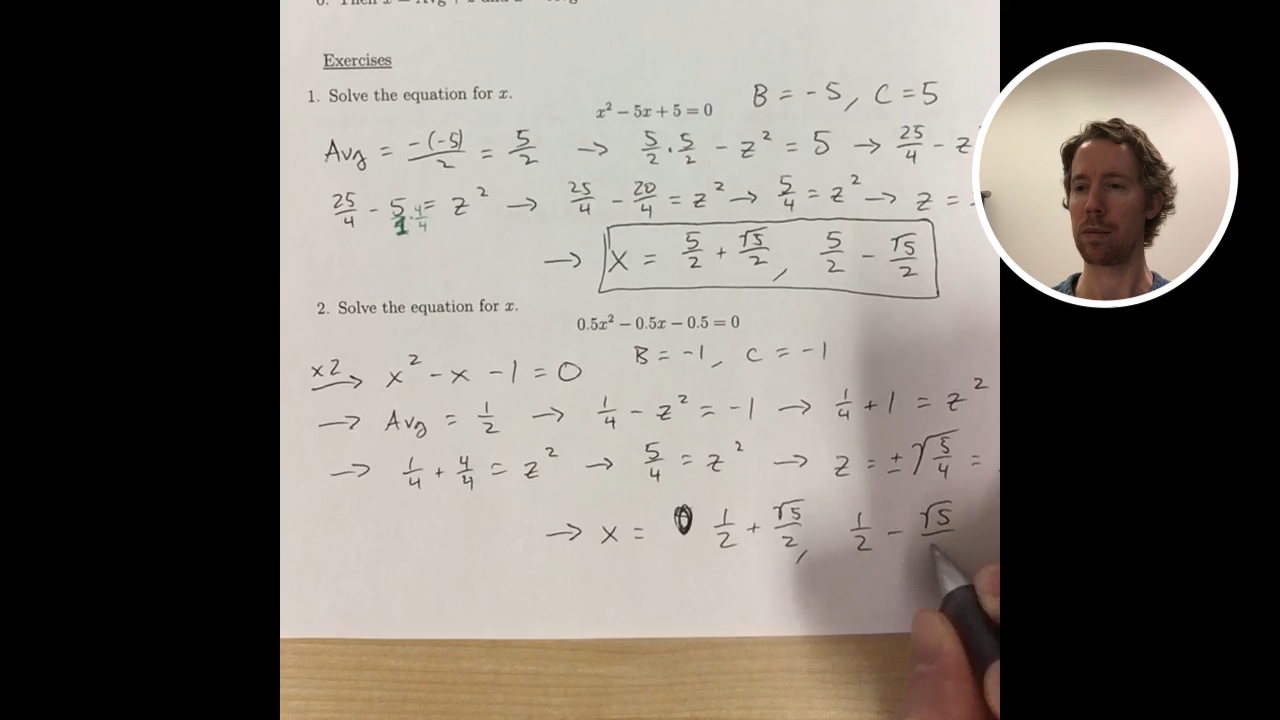 Exercises
1. Solve the equation for x.
x² − 5x + 5 = 0
B = -5, C = 5
Avg = -(-5)/2 = 5/2 → 5/2 · 5/2 - z² = 5 → 25/4 - z²
25/4 - 5/1 · 4/4 = z² → 25/4 - 20/4 = z² → 5/4 = z² → z =
→ x = 5/2 + √5/2, 5/2 - √5/2
2. Solve the equation for x.
0.5x² − 0.5x − 0.5 = 0
x2 → x² - x - 1 = 0
B = -1, C = -1
→ Avg = 1/2 → 1/4 - z² = -1 → 1/4 + 1 = z²
→ 1/4 + 4/4 = z² → 5/4 = z² → z = ±√5/4 =
→ x = 1/2 + √5/2, 1/2 - √5